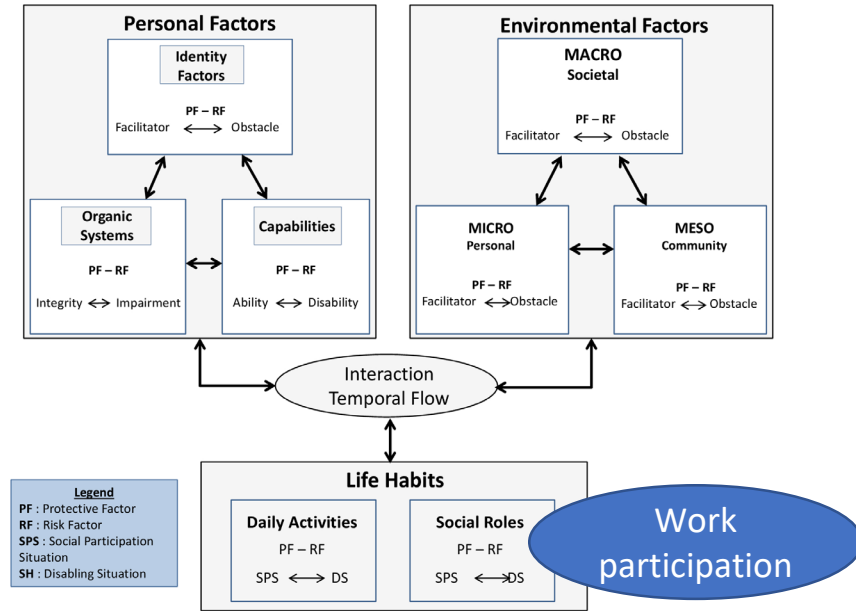 Personal Factors
Identity
Factors
PF – RF
Facilitator Obstacle
Organic
Systems
PF – RF
Integrity Impairment
Capabilities
PF – RF
Ability Disability
Environmental Factors
MACRO
Societal
PF – RF
Facilitator Obstacle
MICRO
Personal
PF – RF
Facilitator Obstacle
MESO
Community
PF – RF
Facilitator Obstacle
Interaction
Temporal Flow
Life Habits
Daily Activities
PF – RF
SPS DS
Social Roles
PF – RF
SPS DS
Work
participation
Legend
PF : Protective Factor
RF : Risk Factor
SPS : Social Participation
Situation
SH : Disabling Situation